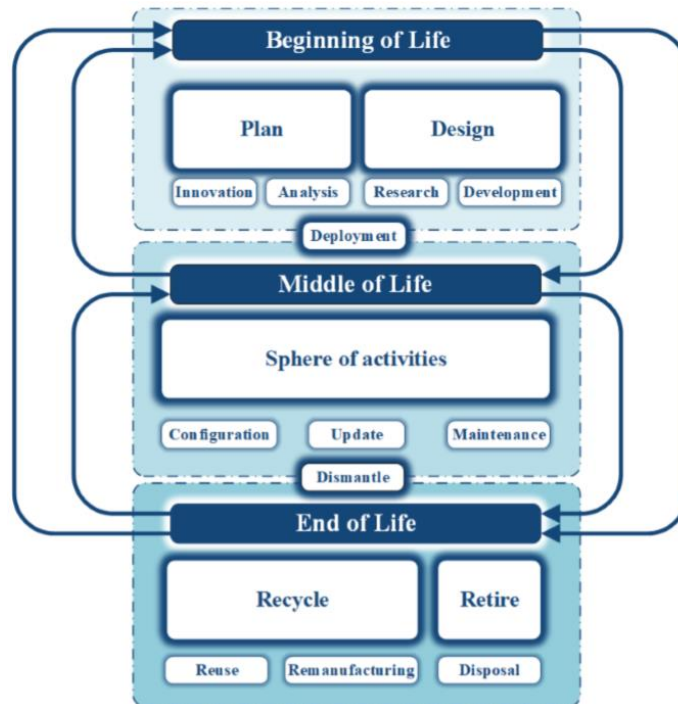 Beginning of Life
Plan
Design
Innovation
Analysis
Research
Development
Deployment
Middle of Life
Sphere of activities
Configuration
Update
Maintenance
Dismantle
End of Life
Recycle
Retire
Reuse
Remanufacturing
Disposal